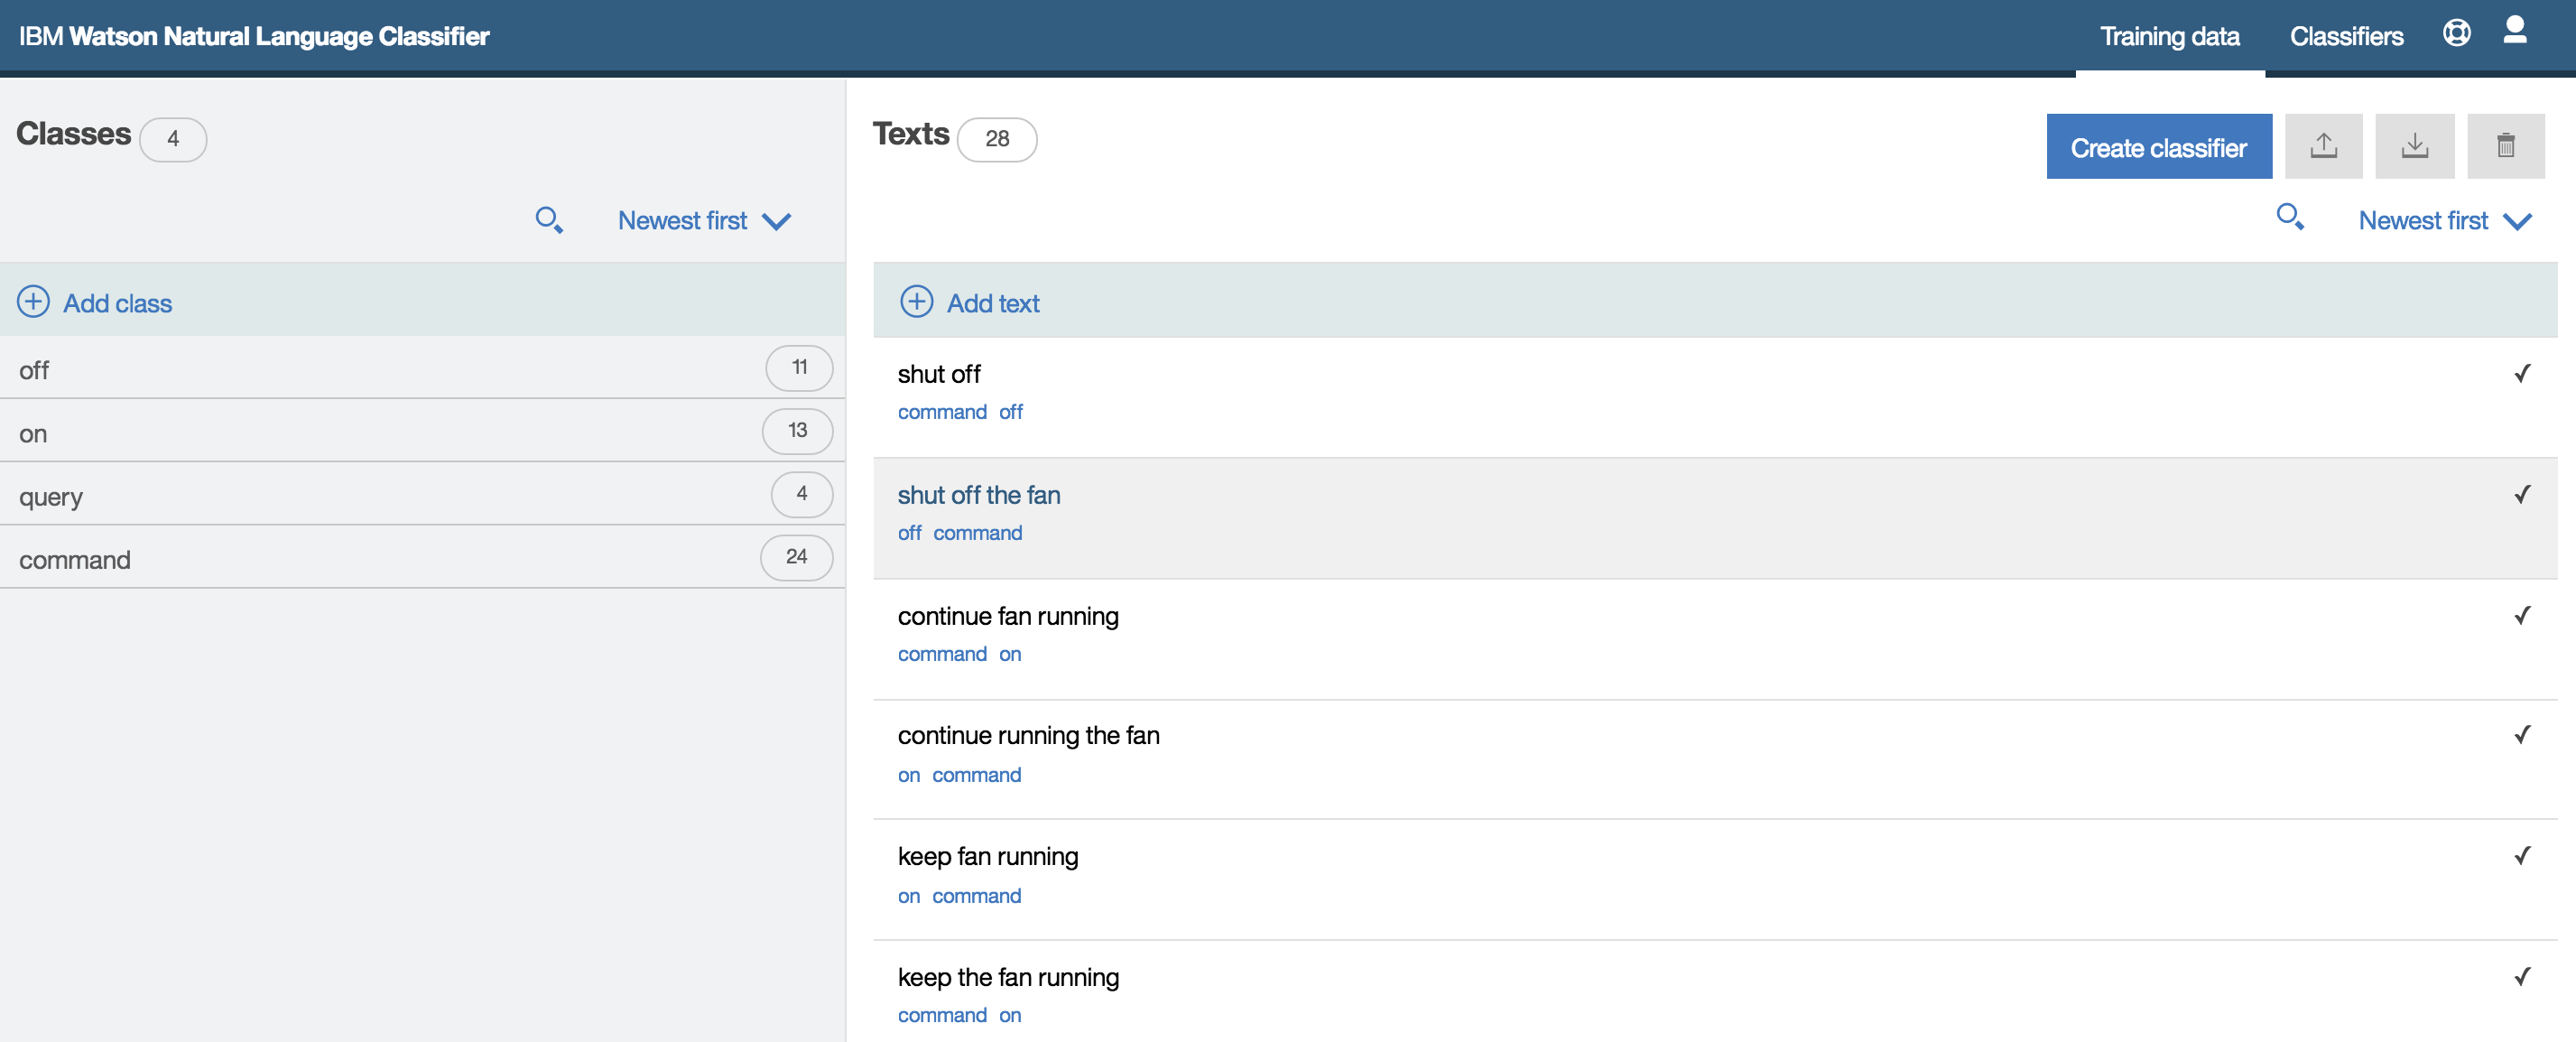 IBM Watson Natural Language Classifier
Training data
Classifiers
Classes 4
Newest first
Add class
off 11
on 13
query 4
command 24
Texts 28
Create classifier
Newest first
Add text
shut off
command off
shut off the fan
off command
continue fan running
command on
continue running the fan
on command
keep fan running
on command
keep the fan running
command on